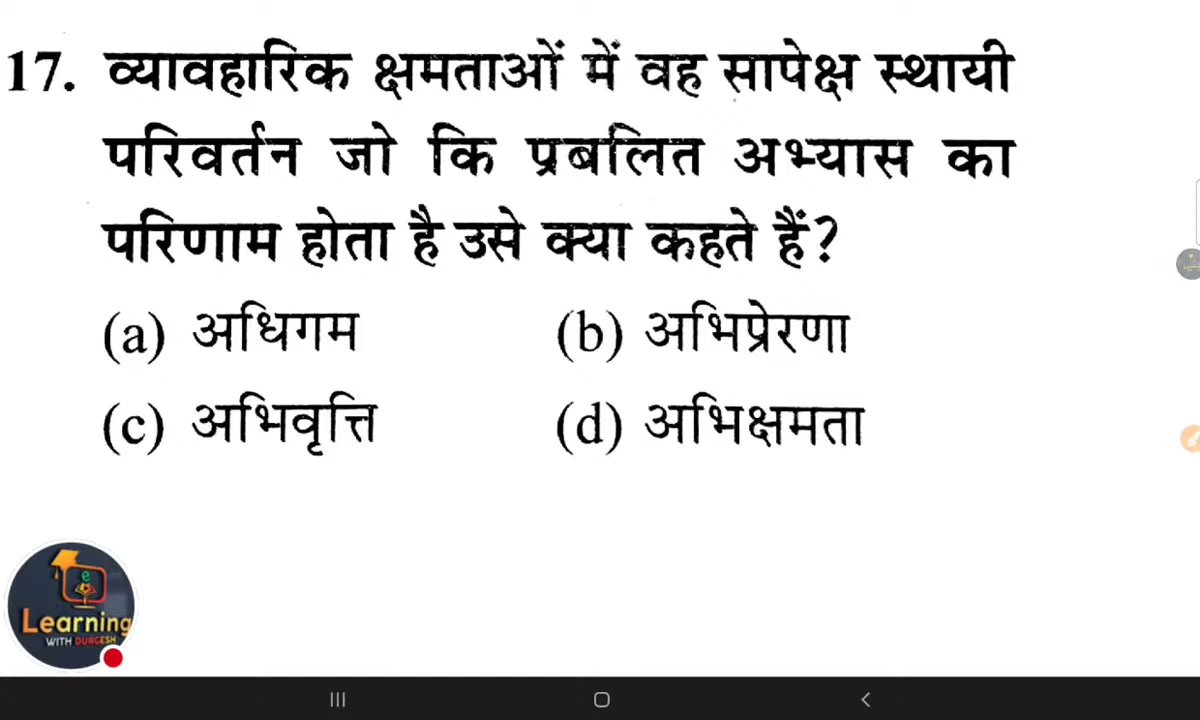 17. व्यावहारिक क्षमताओं में वह सापेक्ष स्थायी
परिवर्तन जो कि प्रबलित अभ्यास का
परिणाम होता है उसे क्या कहते हैं?
(a) अधिगम (b) अभिप्रेरणा
(c) अभिवृत्ति (d) अभिक्षमता
e
Learning
WITH DURGESH